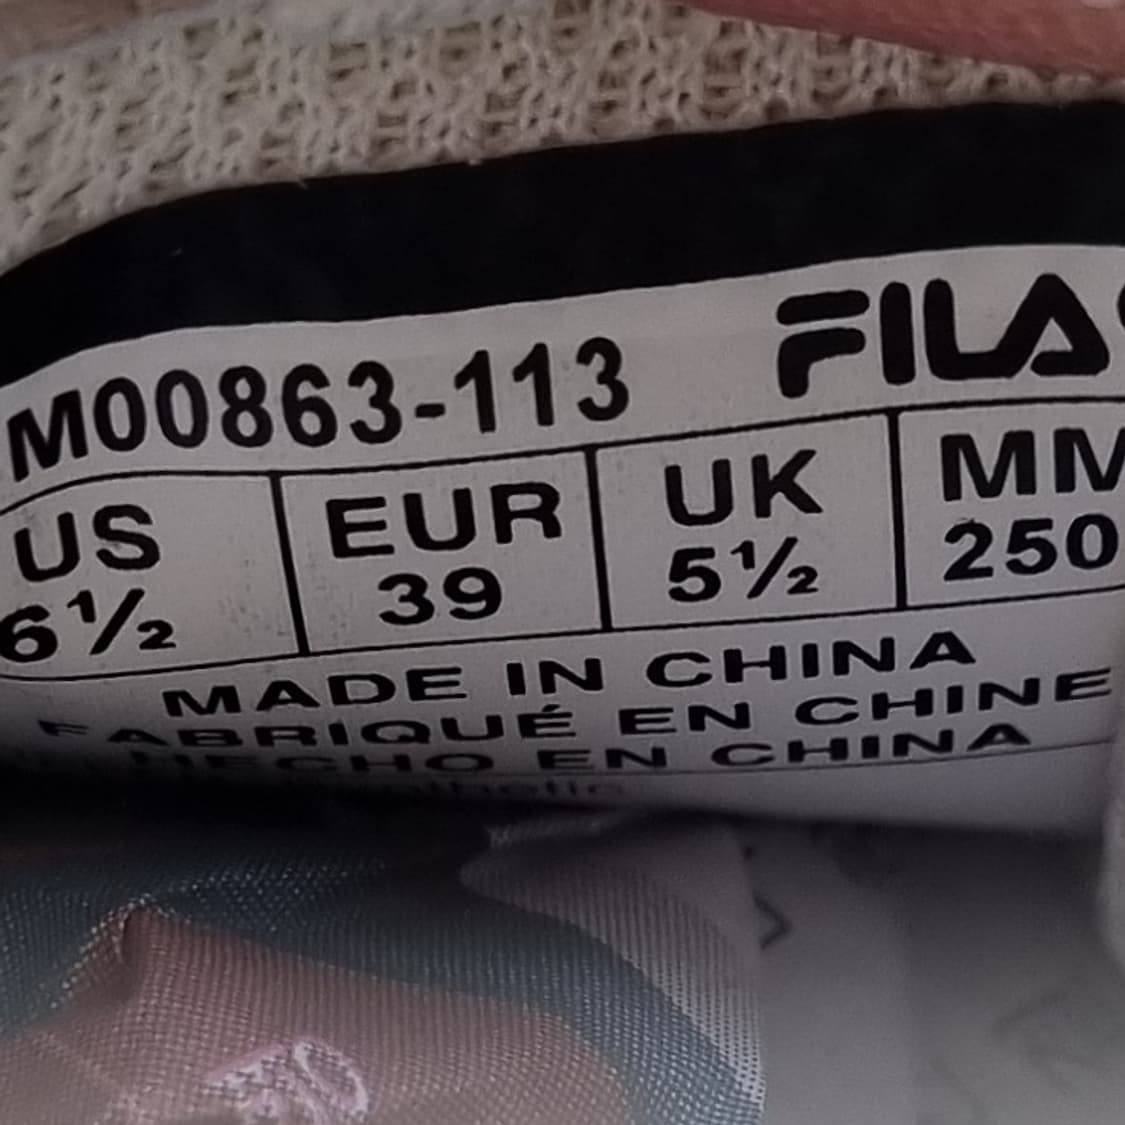 FILA
M00863-113
US EUR UK MM
6½ 39 5½ 250
MADE IN CHINA
FABRIQUÉ EN CHINE
HECHO EN CHINA